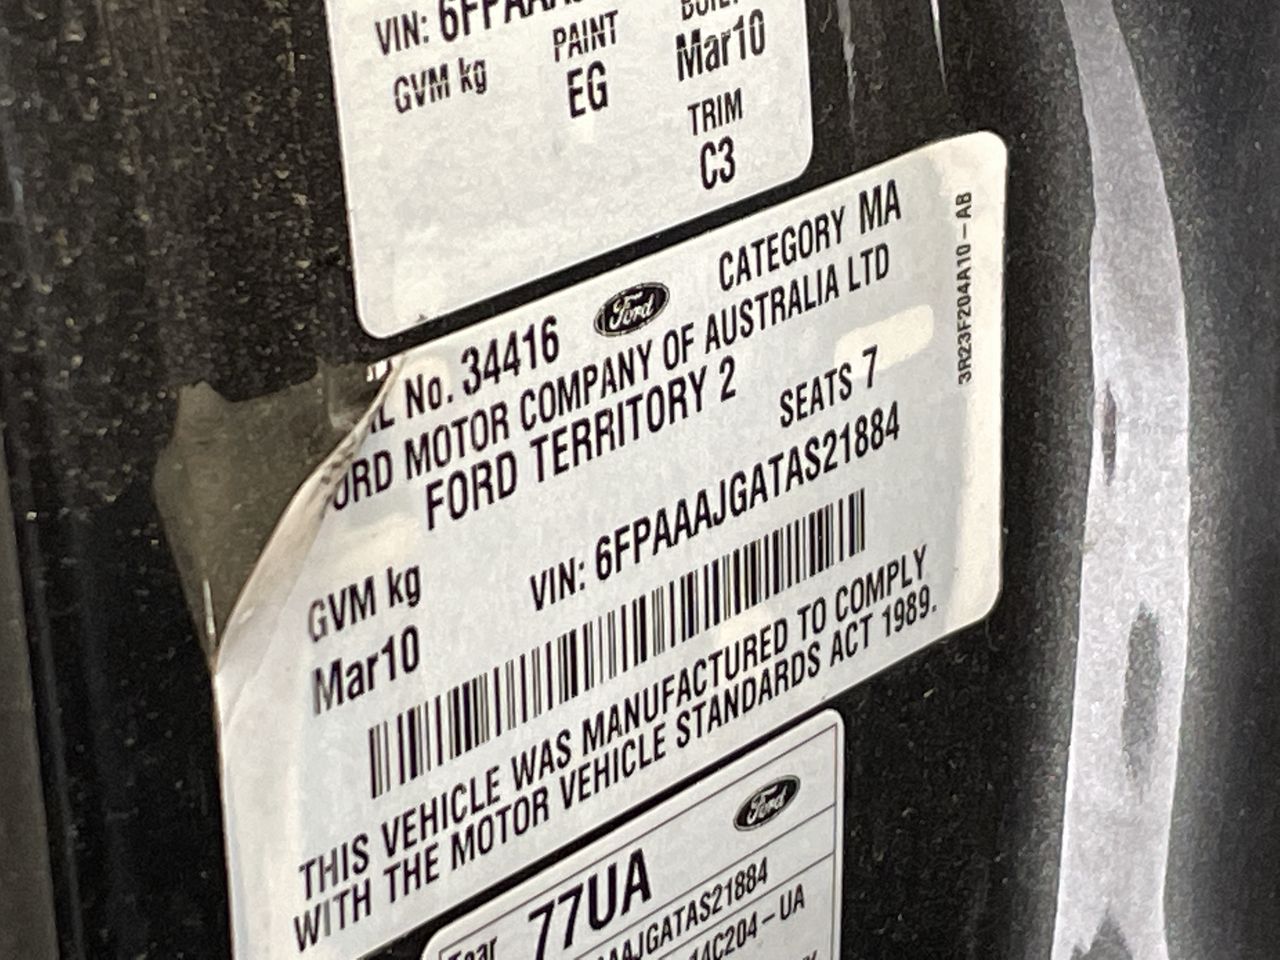 VIN: 6FPAAA
GVM kg PAINT BUILT
EG Mar10
TRIM
C3
No. 34416 Ford CATEGORY MA
ORD MOTOR COMPANY OF AUSTRALIA LTD
FORD TERRITORY 2
SEATS 7
VIN: 6FPAAAJGATAS21884
GVM kg
Mar10
THIS VEHICLE WAS MANUFACTURED TO COMPLY
WITH THE MOTOR VEHICLE STANDARDS ACT 1989.
3R23F204A10-AB
Ford
77UA
AAJGATAS21884
14C204-UA